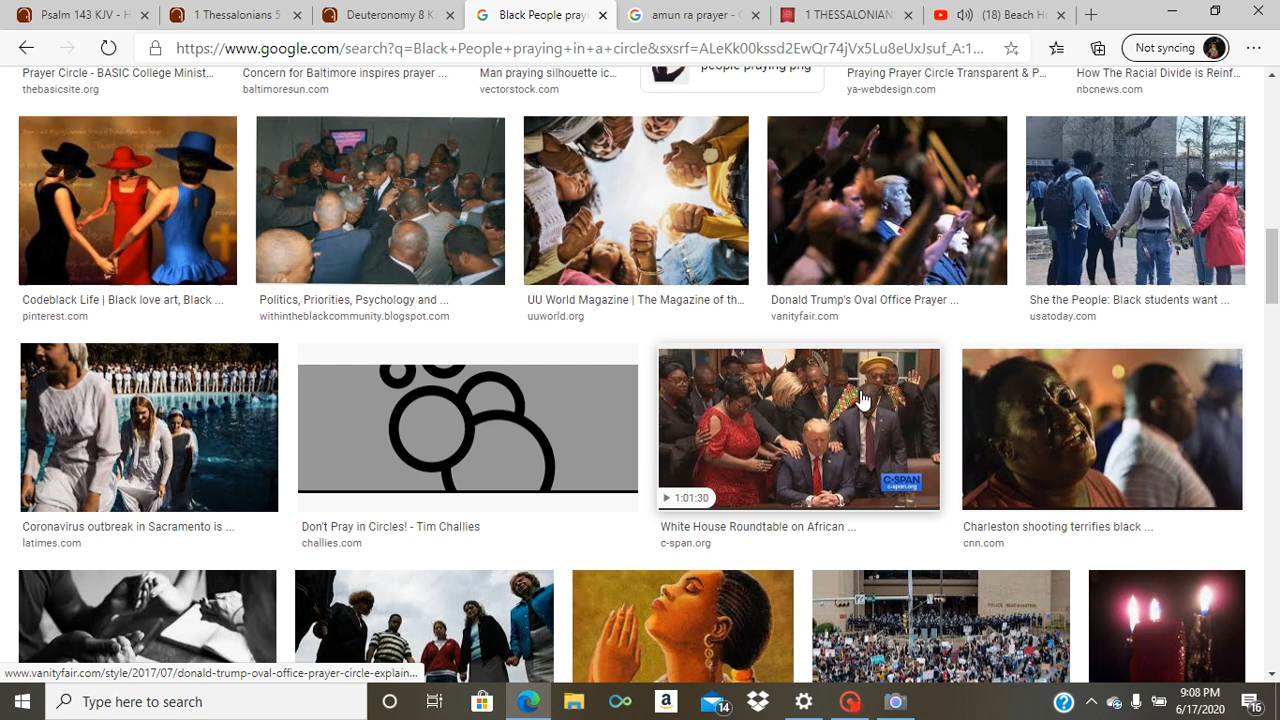 Psalm 143 KJV - H
1 Thessalonians 5
Deuteronomy 8 KJ
Black People prayi
amun ra prayer - G
1 THESSALONIAN
(18) Beach Ho
https://www.google.com/search?q=Black+People+praying+in+a+circle&sxsrf=ALeKk00kssd2EwQr74jVx5Lu8eUxJsuf_A:1...
Not syncing
Prayer Circle - BASIC College Minist...
Concern for Baltimore inspires prayer ...
Man praying silhouette ic...
people praying png
Praying Prayer Circle Transparent & P...
How The Racial Divide is Reinf...
thebasicsite.org
baltimoresun.com
vectorstock.com
ya-webdesign.com
nbcnews.com
Codeblack Life | Black love art, Black ...
Politics, Priorities, Psychology and ...
UU World Magazine | The Magazine of th...
Donald Trump's Oval Office Prayer ...
She the People: Black students want ...
pinterest.com
withintheblackcommunity.blogspot.com
uuworld.org
vanityfair.com
usatoday.com
C-SPAN
c-span.org
1:01:30
Coronavirus outbreak in Sacramento is ...
Don't Pray in Circles! - Tim Challies
White House Roundtable on African ...
Charleston shooting terrifies black ...
latimes.com
challies.com
c-span.org
cnn.com
www.vanityfair.com/style/2017/07/donald-trump-oval-office-prayer-circle-explain...
Type here to search
14
9:08 PM
6/17/2020
16